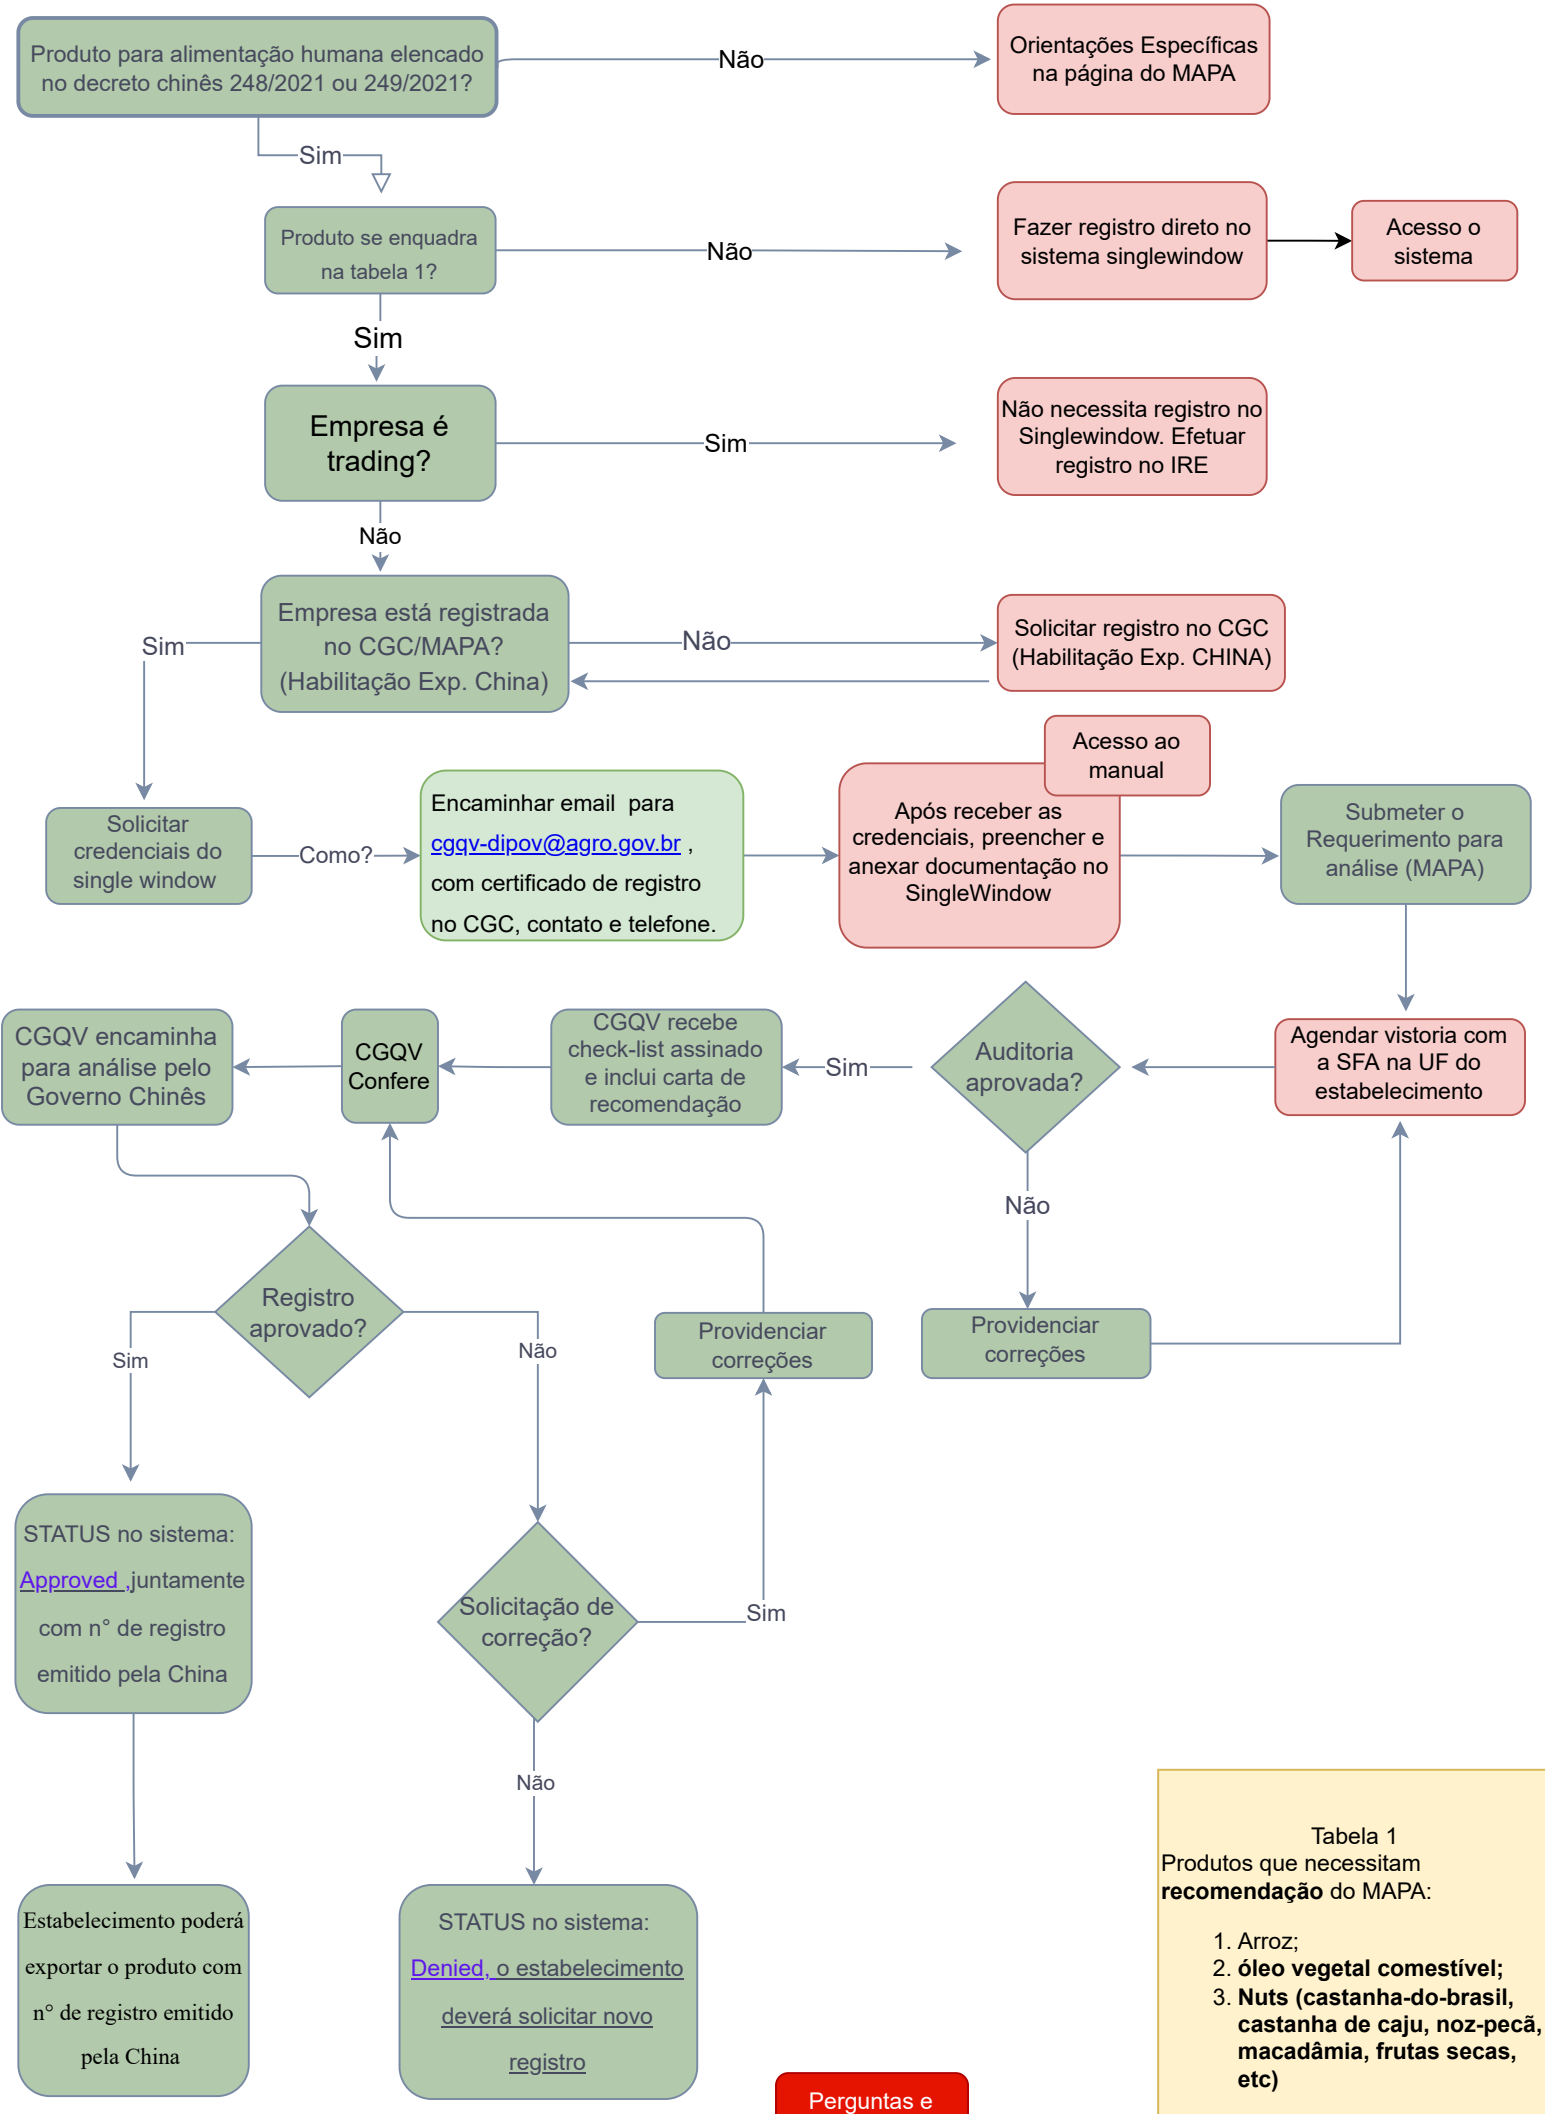 Produto para alimentação humana elencado
no decreto chinês 248/2021 ou 249/2021?
Não
Orientações Específicas
na página do MAPA
Sim
Produto se enquadra
na tabela 1?
Não
Fazer registro direto no
sistema singlewindow
Acesso o
sistema
Sim
Empresa é
trading?
Sim
Não necessita registro no
Singlewindow. Efetuar
registro no IRE
Não
Empresa está registrada
no CGC/MAPA?
(Habilitação Exp. China)
Não
Solicitar registro no CGC
(Habilitação Exp. CHINA)
Sim
Solicitar
credenciais do
single window
Como?
Encaminhar email  para
cgqv-dipov@agro.gov.br ,
com certificado de registro
no CGC, contato e telefone.
Acesso ao
manual
Após receber as
credenciais, preencher e
anexar documentação no
SingleWindow
Submeter o
Requerimento para
análise (MAPA)
Agendar vistoria com
a SFA na UF do
estabelecimento
Auditoria
aprovada?
Sim
CGQV recebe
check-list assinado
e inclui carta de
recomendação
CGQV
Confere
CGQV encaminha
para análise pelo
Governo Chinês
Não
Providenciar
correções
Providenciar
correções
Registro
aprovado?
Sim
Não
STATUS no sistema:
Approved ,juntamente
com n° de registro
emitido pela China
Solicitação de
correção?
Sim
Não
Estabelecimento poderá
exportar o produto com
n° de registro emitido
pela China
STATUS no sistema:
Denied, o estabelecimento
deverá solicitar novo
registro
Tabela 1
Produtos que necessitam
recomendação do MAPA:
1. Arroz;
2. óleo vegetal comestível;
3. Nuts (castanha-do-brasil,
castanha de caju, noz-pecã,
macadâmia, frutas secas,
etc)
Perguntas e